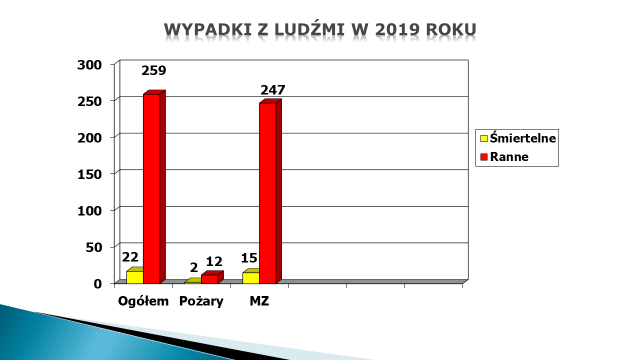 WYPADKI Z LUDŹMI W 2019 ROKU
300
250
200
150
100
50
0
259
247
22
2
12
15
Ogółem
Pożary
MZ
Śmiertelne
Ranne